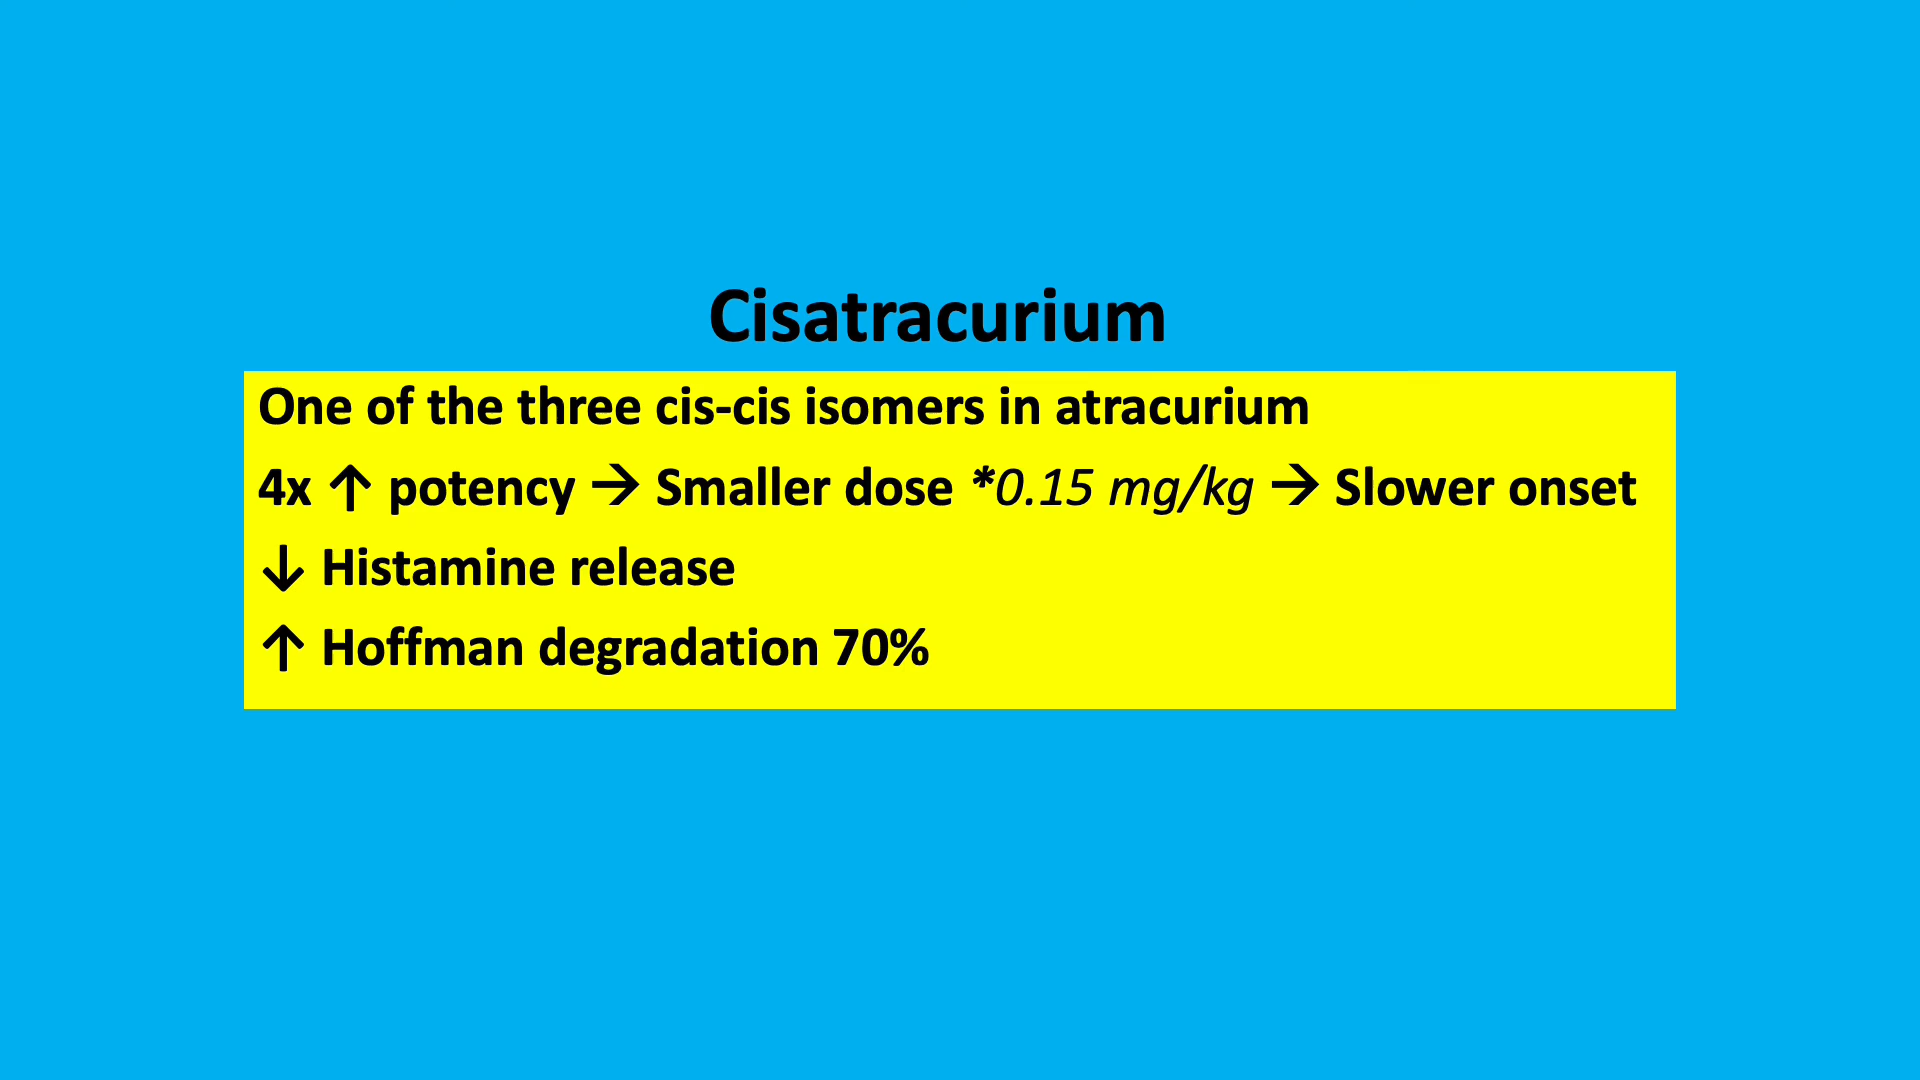 Cisatracurium
One of the three cis-cis isomers in atracurium
4x ↑ potency → Smaller dose *0.15 mg/kg → Slower onset
↓ Histamine release
↑ Hoffman degradation 70%